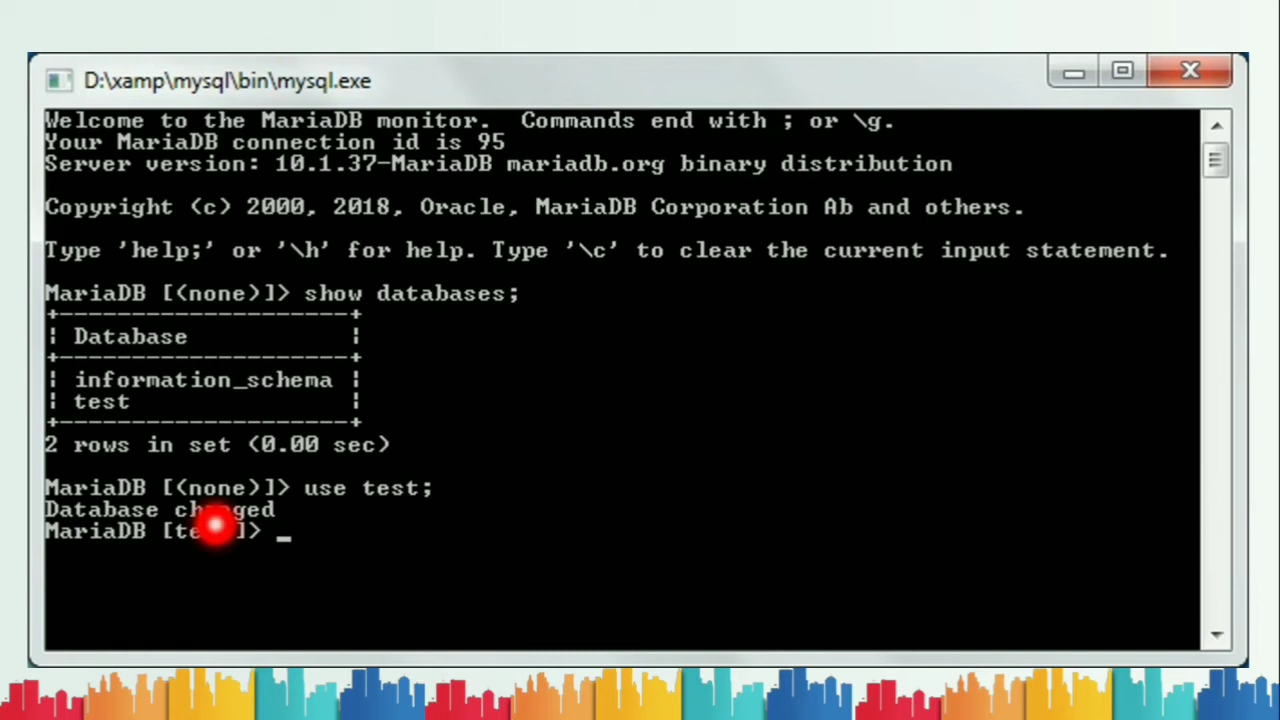 D:\xamp\mysql\bin\mysql.exe
Welcome to the MariaDB monitor.  Commands end with ; or \g.
Your MariaDB connection id is 95
Server version: 10.1.37-MariaDB mariadb.org binary distribution
Copyright (c) 2000, 2018, Oracle, MariaDB Corporation Ab and others.
Type 'help;' or '\h' for help. Type '\c' to clear the current input statement.
MariaDB [(none)]> show databases;
+--------------------+
| Database           |
+--------------------+
| information_schema |
| test               |
+--------------------+
2 rows in set (0.00 sec)
MariaDB [(none)]> use test;
Database changed
MariaDB [test]> _